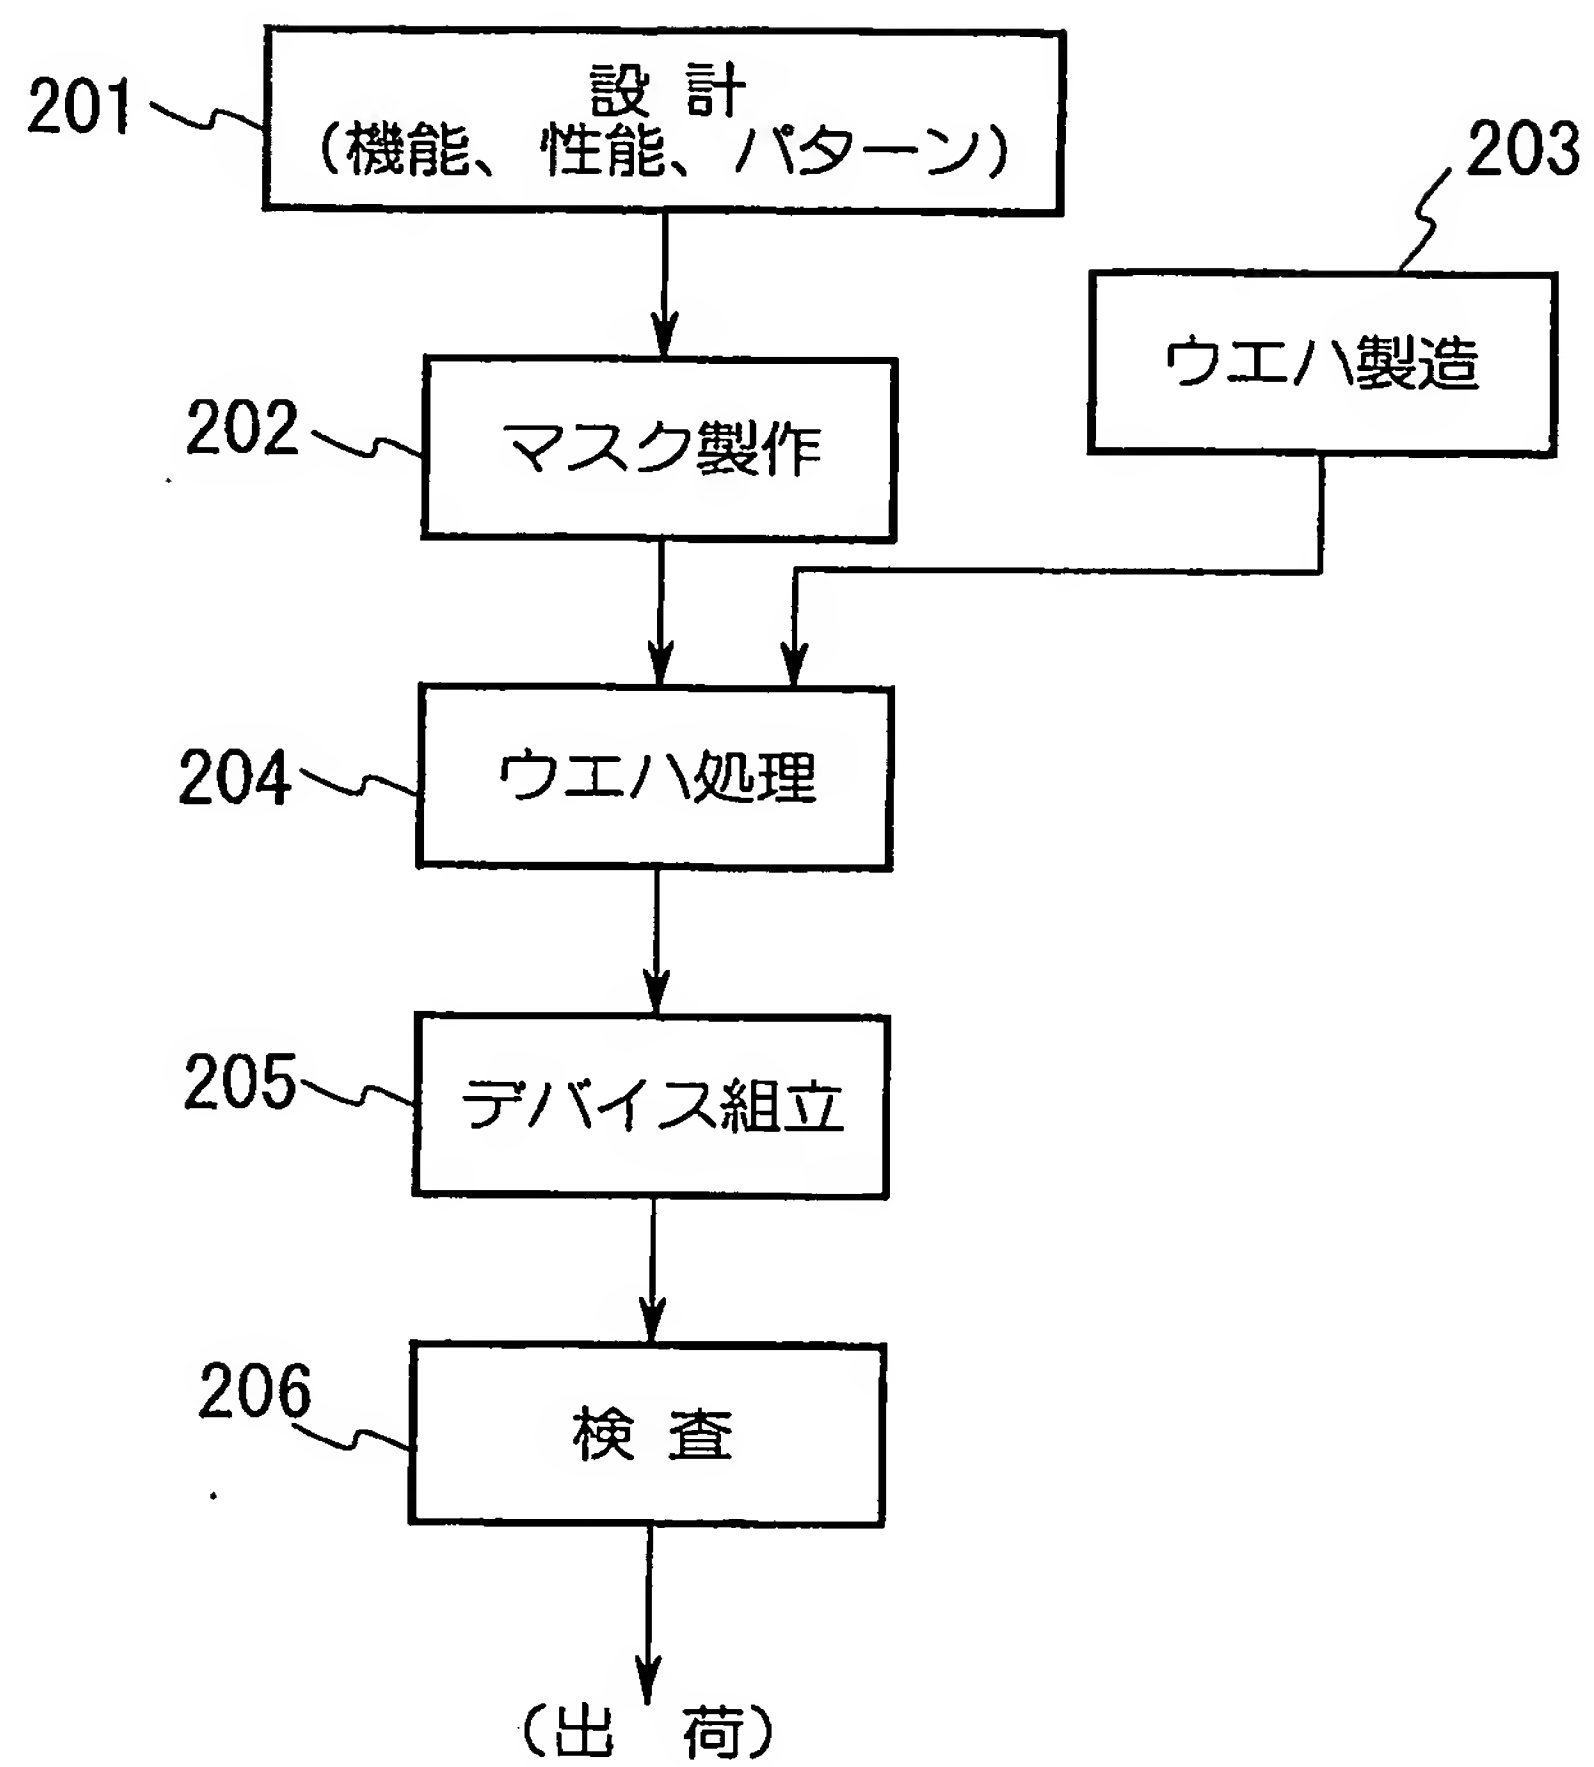 201
設計
(機能、性能、パターン)
203
ウエハ製造
202
マスク製作
204
ウエハ処理
205
デバイス組立
206
検査
(出荷)